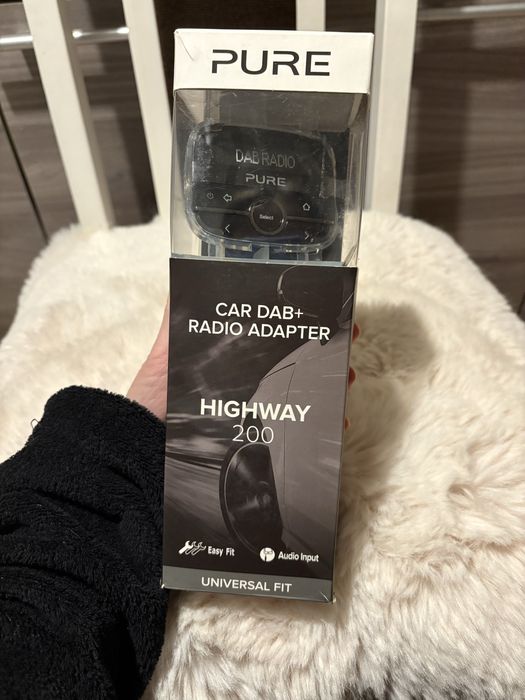 PURE
DAB RADIO
PURE
Select
CAR DAB+
RADIO ADAPTER
HIGHWAY
200
Easy Fit
Audio Input
UNIVERSAL FIT